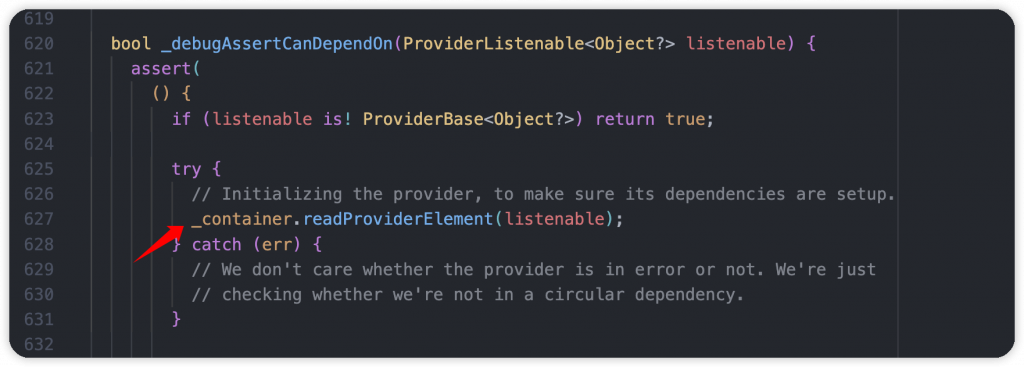 619
620 bool _debugAssertCanDependOn(ProviderListenable<Object?> listenable) {
621 assert(
622 () {
623 if (listenable is! ProviderBase<Object?>) return true;
624
625 try {
626 // Initializing the provider, to make sure its dependencies are setup.
627 _container.readProviderElement(listenable);
628 } catch (err) {
629 // We don't care whether the provider is in error or not. We're just
630 // checking whether we're not in a circular dependency.
631 }
632